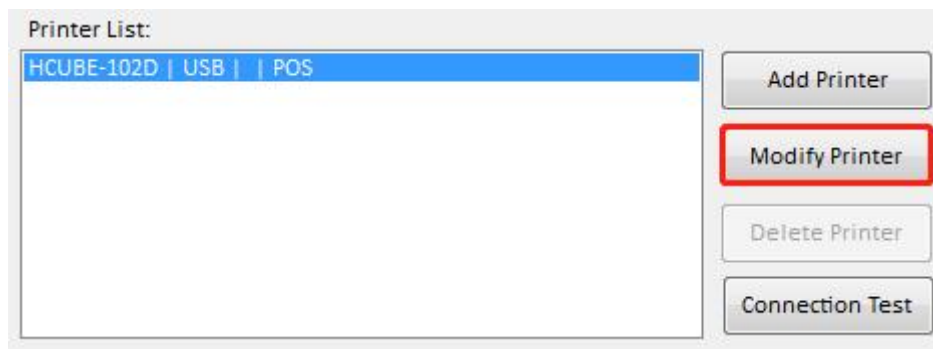 Printer List:
HCUBE-102D | USB | | POS
Add Printer
Modify Printer
Delete Printer
Connection Test